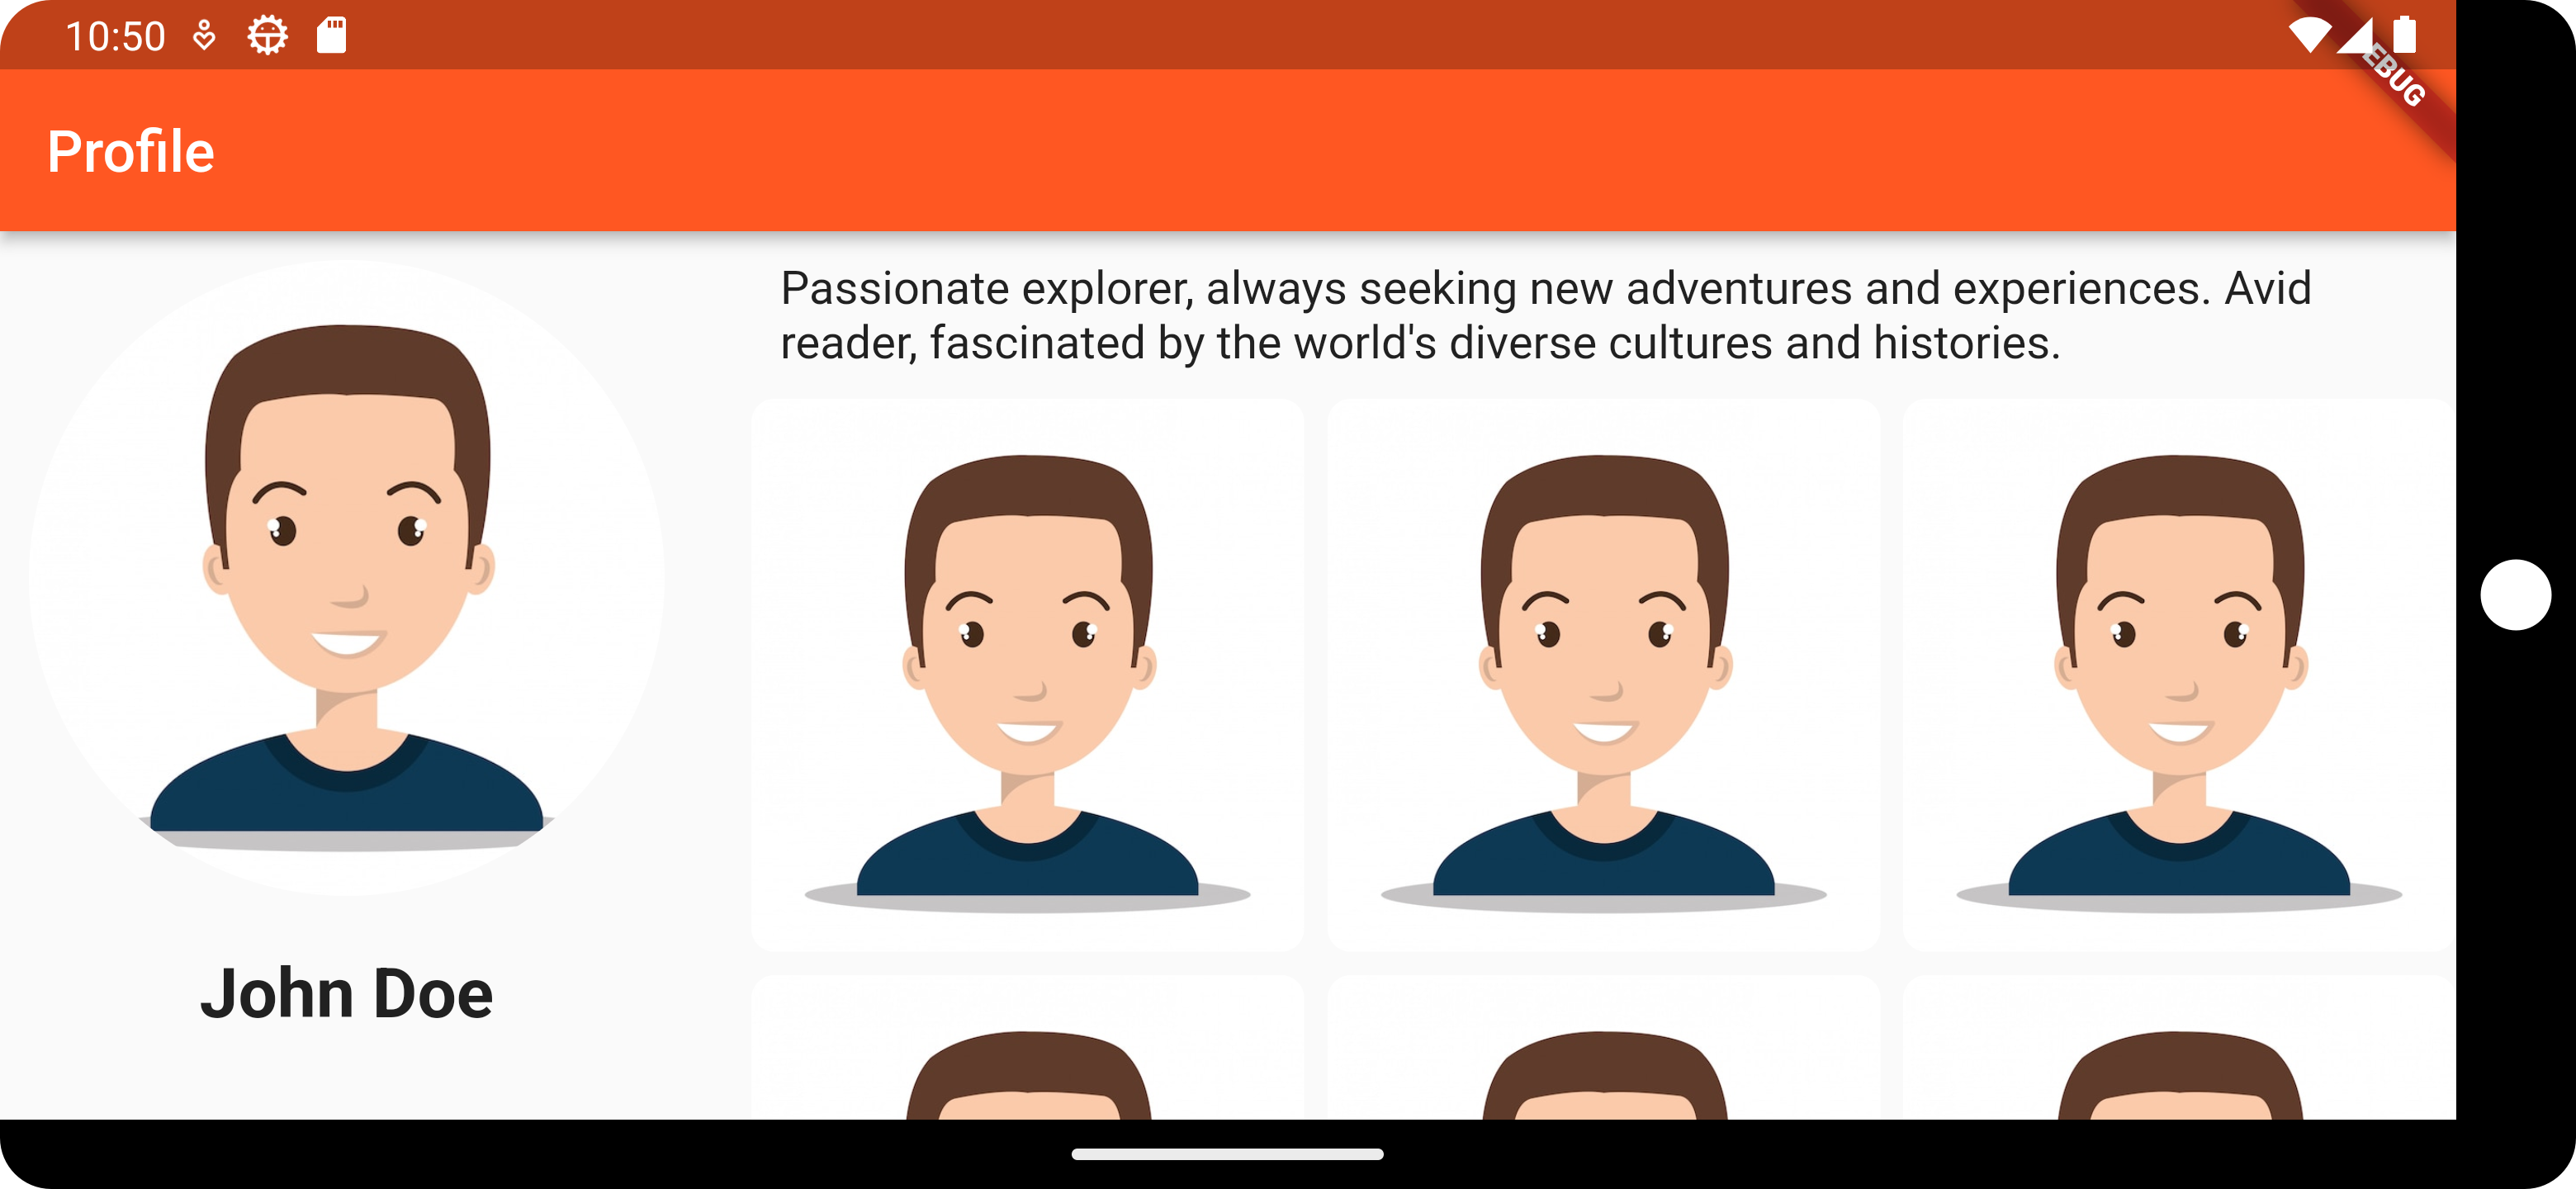 10:50
EBUG
Profile
Passionate explorer, always seeking new adventures and experiences. Avid
reader, fascinated by the world's diverse cultures and histories.
John Doe